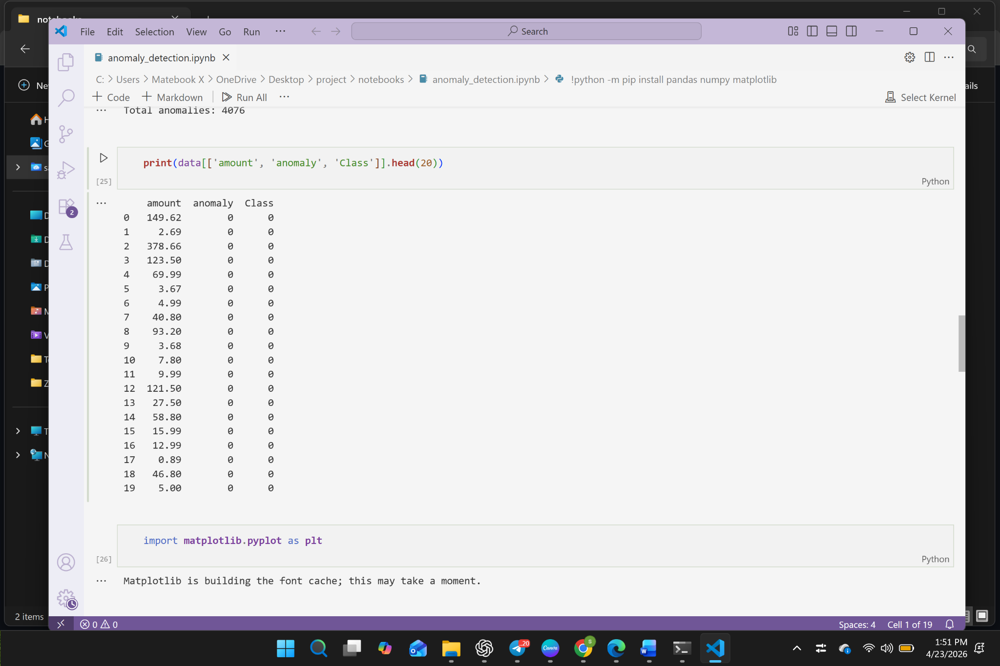 File Edit Selection View Go Run ··· Search
anomaly_detection.ipynb
C: > Users > Matebook X > OneDrive > Desktop > project > notebooks > anomaly_detection.ipynb > !python -m pip install pandas numpy matplotlib
+ Code + Markdown Run All ··· Select Kernel
Total anomalies: 4076
print(data[['amount', 'anomaly', 'Class']].head(20))
[25] Python
amount anomaly Class
0 149.62 0 0
1 2.69 0 0
2 378.66 0 0
3 123.50 0 0
4 69.99 0 0
5 3.67 0 0
6 4.99 0 0
7 40.80 0 0
8 93.20 0 0
9 3.68 0 0
10 7.80 0 0
11 9.99 0 0
12 121.50 0 0
13 27.50 0 0
14 58.80 0 0
15 15.99 0 0
16 12.99 0 0
17 0.89 0 0
18 46.80 0 0
19 5.00 0 0
import matplotlib.pyplot as plt
[26] Python
Matplotlib is building the font cache; this may take a moment.
2
2 items
0 0 Spaces: 4 Cell 1 of 19
..20 Canva 1:51 PM
4/23/2026